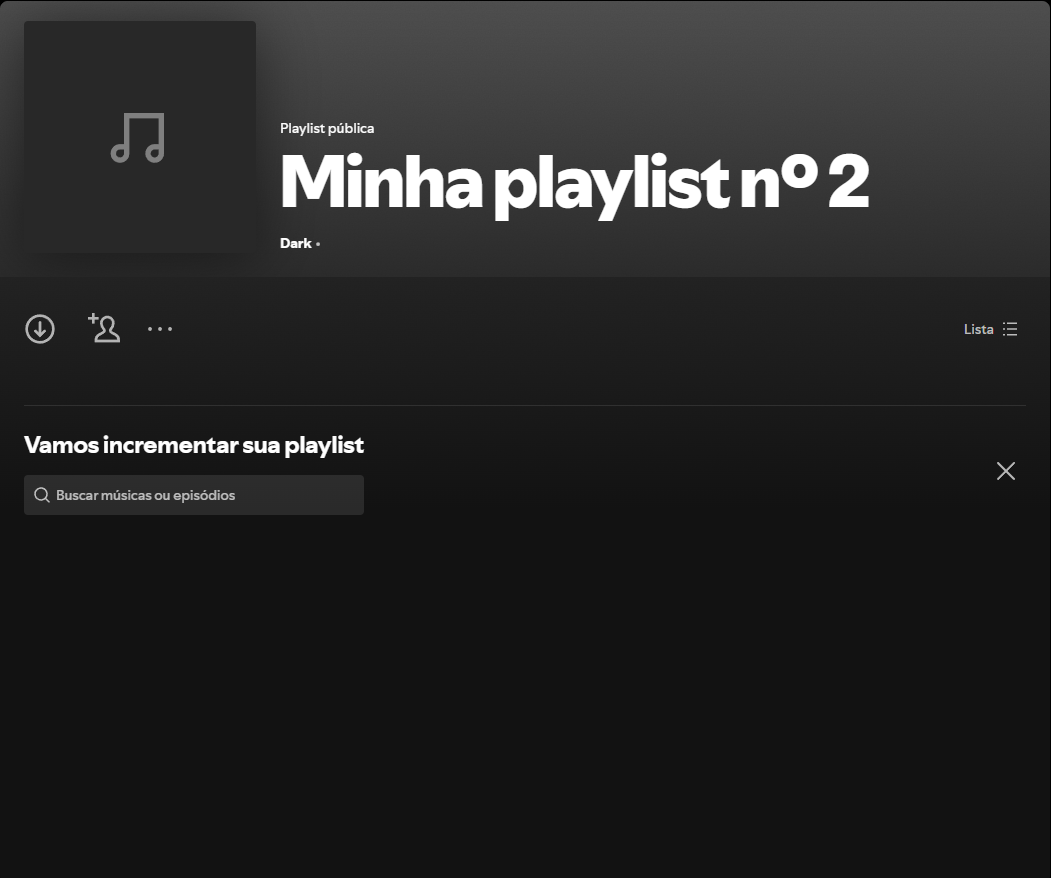 Playlist pública
Minha playlist nº 2
Dark •
Lista
Vamos incrementar sua playlist
Buscar músicas ou episódios